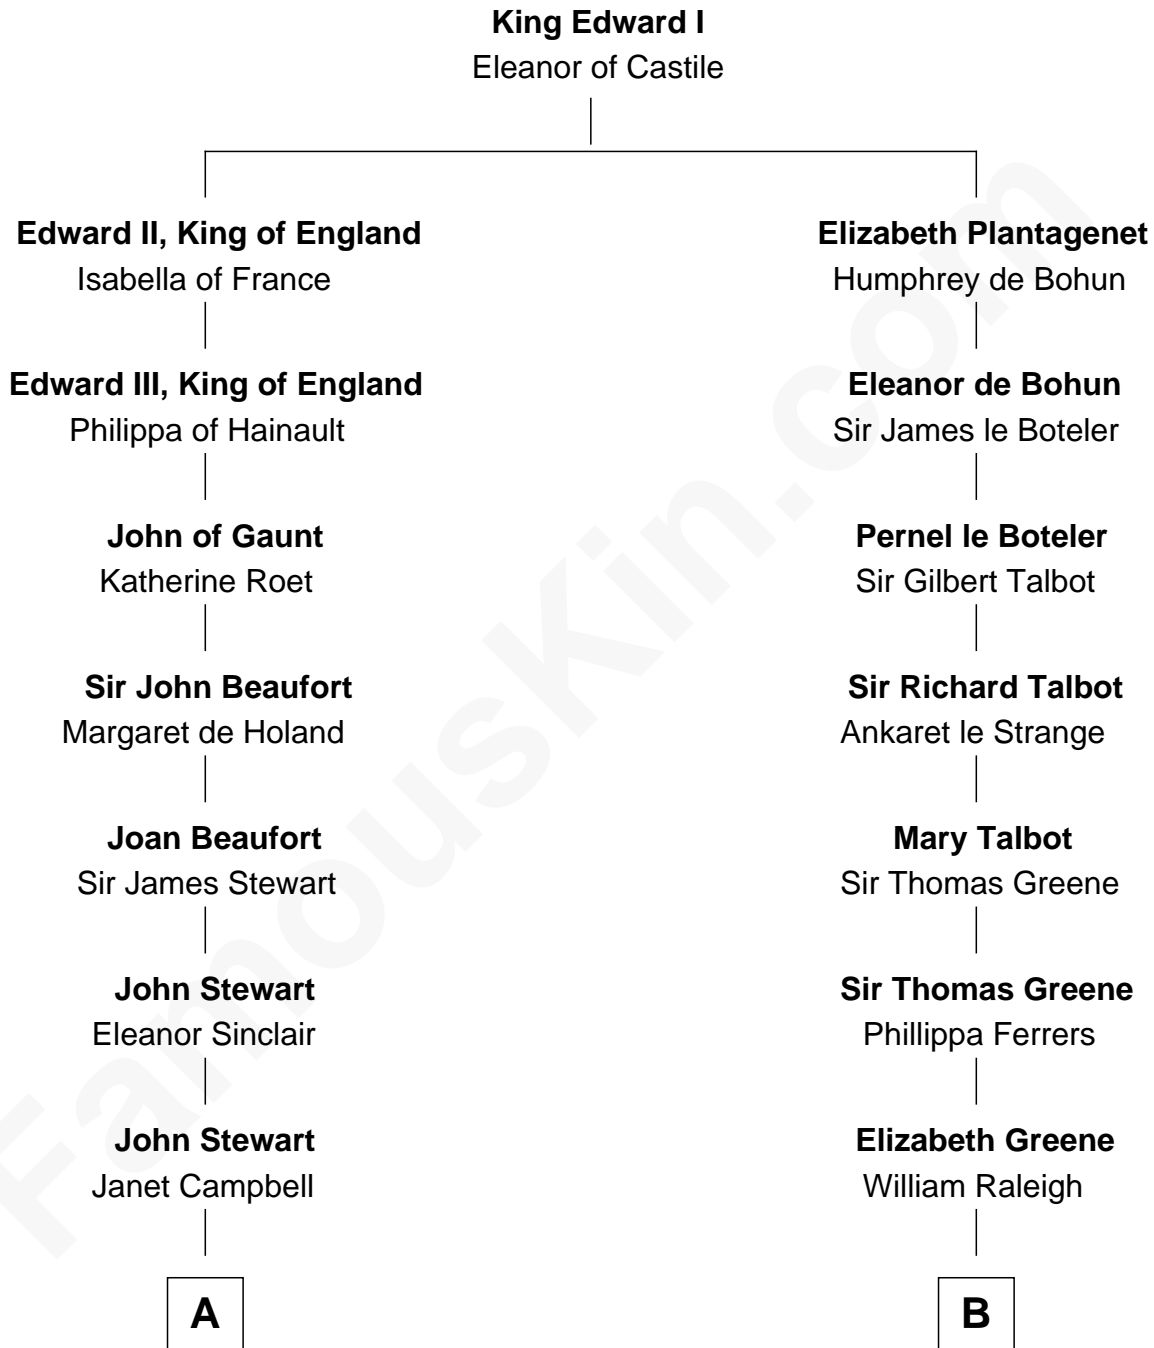 King Edward I
Eleanor of Castile
Edward II, King of England
Isabella of France
Elizabeth Plantagenet
Humphrey de Bohun
Edward III, King of England
Philippa of Hainault
Eleanor de Bohun
Sir James le Boteler
John of Gaunt
Katherine Roet
Pernel le Boteler
Sir Gilbert Talbot
Sir John Beaufort
Margaret de Holand
Sir Richard Talbot
Ankaret le Strange
Joan Beaufort
Sir James Stewart
Mary Talbot
Sir Thomas Greene
John Stewart
Eleanor Sinclair
Sir Thomas Greene
Phillippa Ferrers
John Stewart
Janet Campbell
Elizabeth Greene
William Raleigh
A
B
FamousKin.com